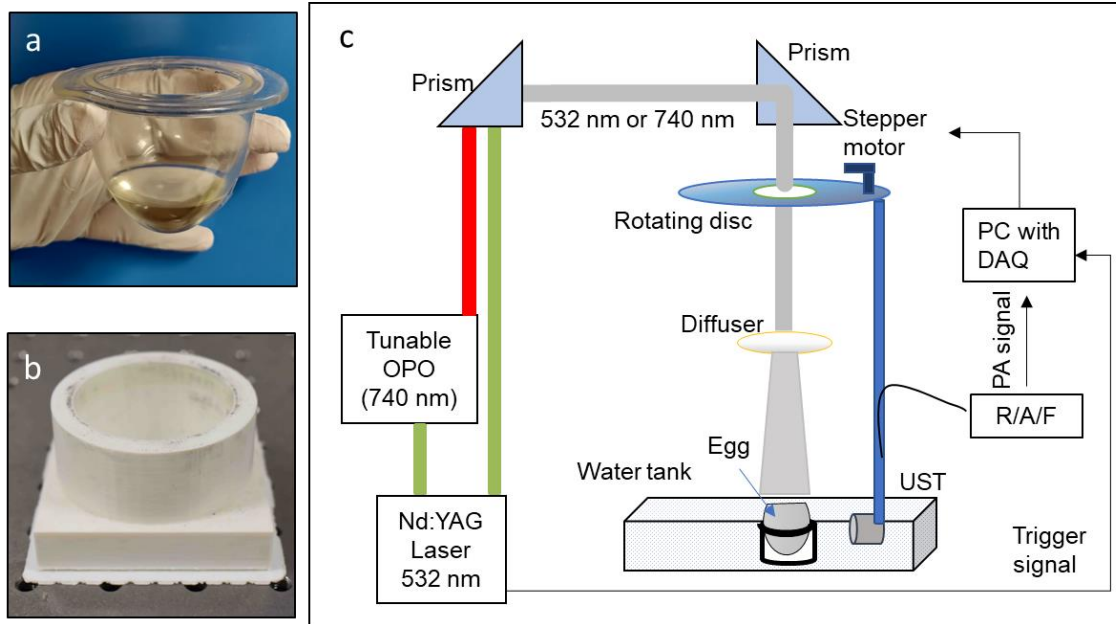 a
b
c
Prism
Prism
532 nm or 740 nm
Stepper
motor
Rotating disc
PC with
DAQ
Diffuser
PA signal
Tunable
OPO
(740 nm)
R/A/F
Egg
Water tank
UST
Nd:YAG
Laser
532 nm
Trigger
signal